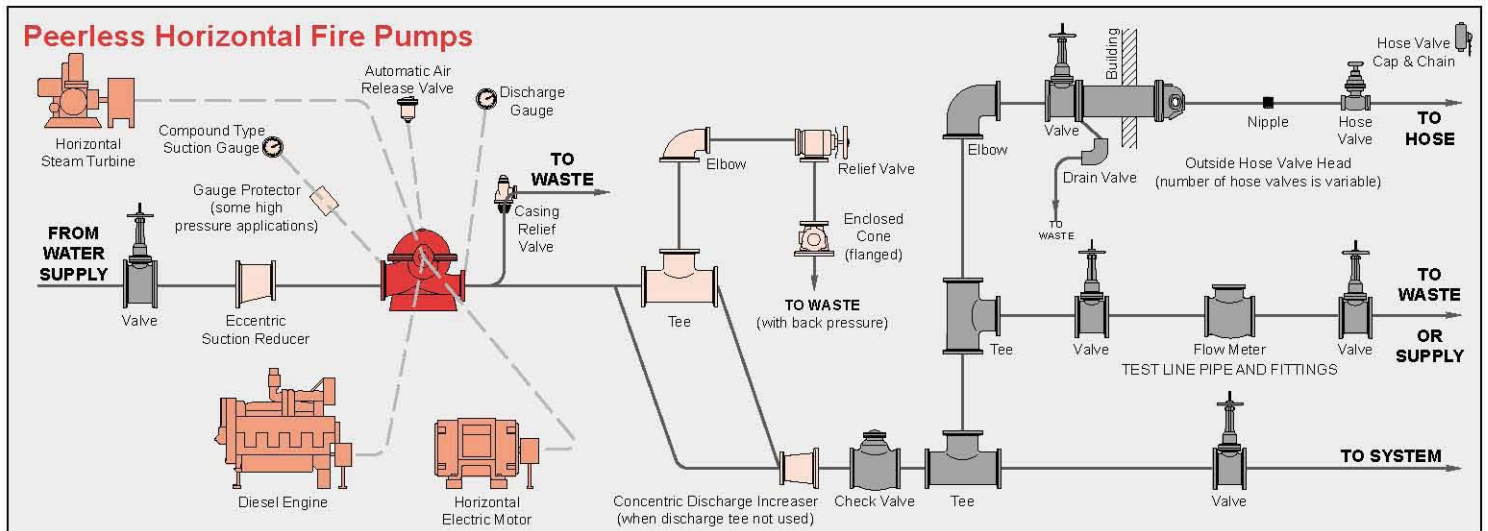 Peerless Horizontal Fire Pumps
Horizontal
Steam Turbine
Automatic Air
Release Valve
Discharge
Gauge
Compound Type
Suction Gauge
Gauge Protector
(some high
pressure applications)
FROM
WATER
SUPPLY
Valve
Eccentric
Suction Reducer
Diesel Engine
Horizontal
Electric Motor
TO
WASTE
Casing
Relief
Valve
Elbow
Relief Valve
Enclosed
Cone
(flanged)
TO WASTE
(with back pressure)
Tee
Concentric Discharge Increaser
(when discharge tee not used)
Check Valve
Tee
Elbow
Valve
Building
Drain Valve
TO
WASTE
Outside Hose Valve Head
(number of hose valves is variable)
Nipple
Hose
Valve
Hose Valve
Cap & Chain
TO
HOSE
Tee
Valve
Flow Meter
Valve
TEST LINE PIPE AND FITTINGS
TO
WASTE
OR
SUPPLY
Valve
TO SYSTEM